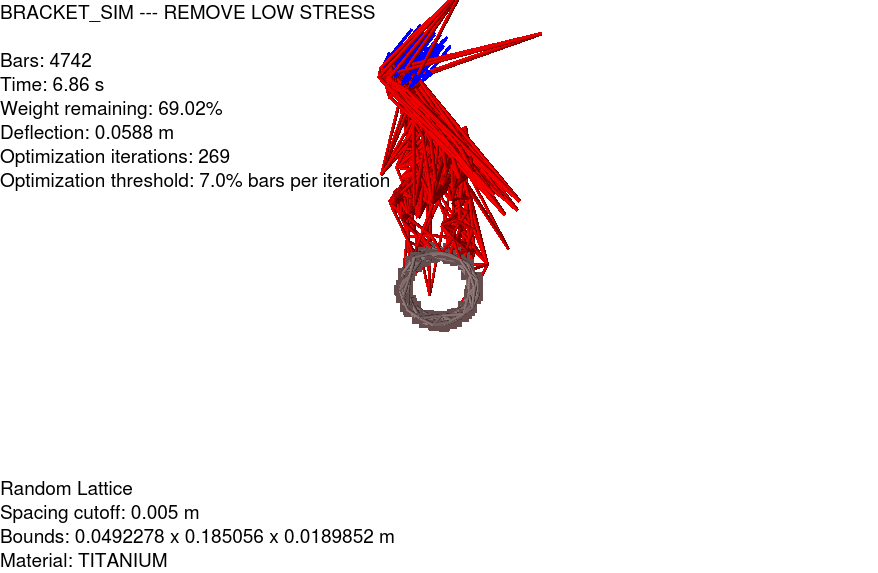 BRACKET_SIM --- REMOVE LOW STRESS
Bars: 4742
Time: 6.86 s
Weight remaining: 69.02%
Deflection: 0.0588 m
Optimization iterations: 269
Optimization threshold: 7.0% bars per iteration
Random Lattice
Spacing cutoff: 0.005 m
Bounds: 0.0492278 x 0.185056 x 0.0189852 m
Material: TITANIUM